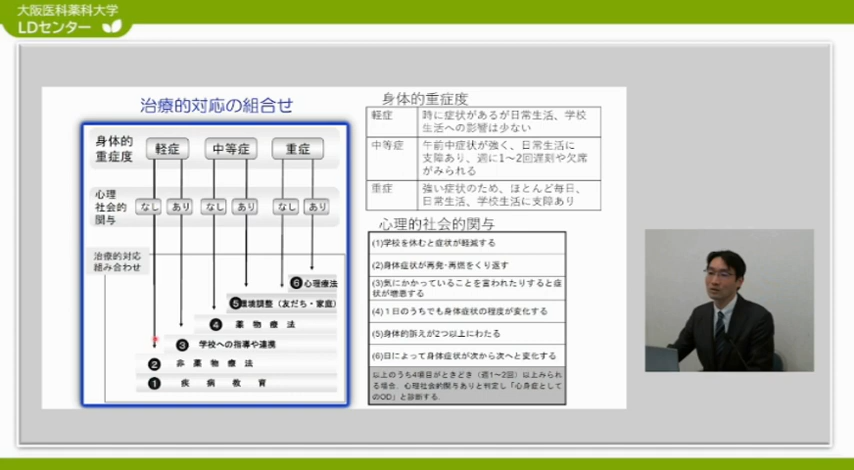 大阪医科薬科大学
LDセンター
治療的対応の組合せ
身体的
重症度
軽症
中等症
重症
心理
社会的
関与
なし
あり
なし
あり
なし
あり
治療的対応
組み合わせ
❻心理療法
❺環境調整（友だち・家庭）
❹ 薬物療法
❸ 学校への指導や連携
❷ 非薬物療法
❶ 疾病教育
身体的重症度
軽症
時に症状があるが日常生活、学校
生活への影響は少ない
中等症
午前中症状が強く、日常生活に
支障あり、週に1～2回遅刻や欠席
がみられる
重症
強い症状のため、ほとんど毎日、
日常生活、学校生活に支障あり
心理的社会的関与
(1)学校を休むと症状が軽減する
(2)身体症状が再発・再燃をくり返す
(3)気にかかっていることを言われたりすると症
状が増悪する
(4)１日のうちでも身体症状の程度が変化する
(5)身体的訴えが2つ以上にわたる
(6)日によって身体症状が次から次へと変化する
以上のうち4項目がときどき（週1～2回）以上みられ
る場合、心理社会的関与ありと判定し「心身症として
のOD」と診断する.